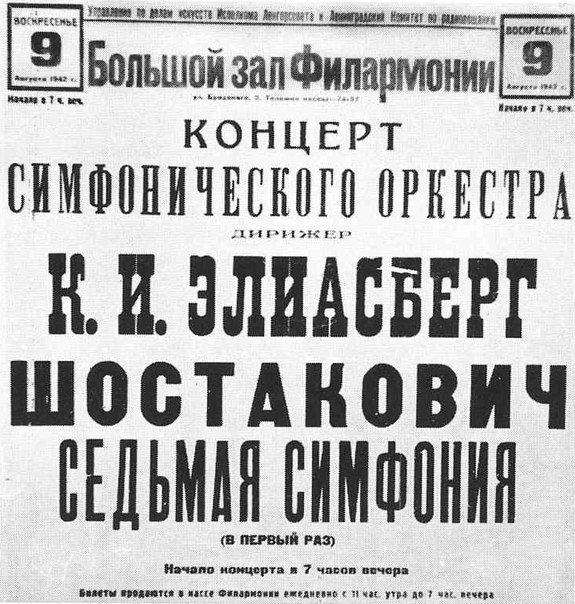 Управление по делам искусств Исполкома Ленгорсовета и Ленинградский Комитет по радиовещанию
ВОСКРЕСЕНЬЕ
9
Августа 1942 г.
Начало в 7 ч. веч.
Большой зал Филармонии
ВОСКРЕСЕНЬЕ
9
Августа 1942 г.
Начало в 7 ч. веч.
КОНЦЕРТ
СИМФОНИЧЕСКОГО ОРКЕСТРА
ДИРИЖЕР
К. И. ЭЛИАСБЕРГ
ШОСТАКОВИЧ
СЕДЬМАЯ СИМФОНИЯ
(В ПЕРВЫЙ РАЗ)
Начало концерта в 7 часов вечера
Билеты продаются в кассе Филармонии ежедневно с 11 час. утра до 7 час. вечера